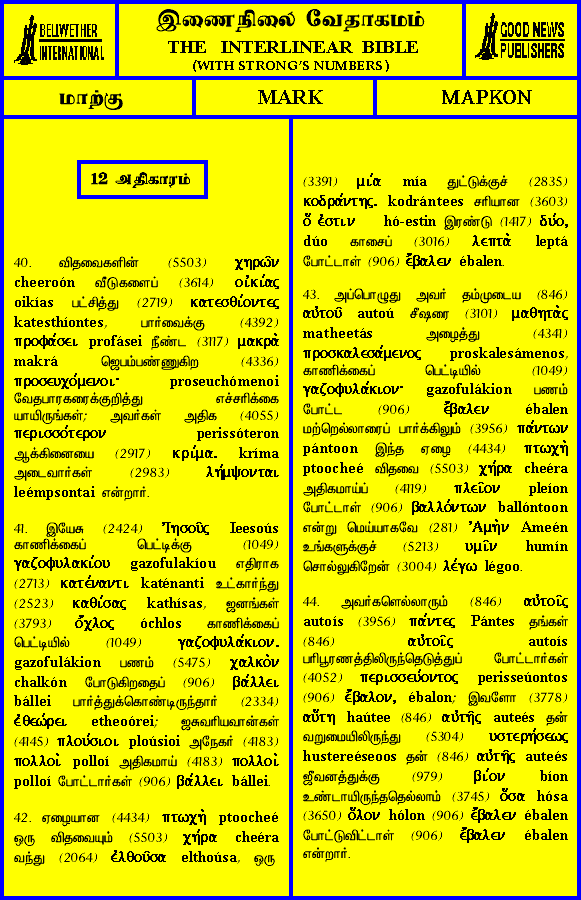 BELLWETHER
INTERNATIONAL
இணைநிலை வேதாகமம்
THE INTERLINEAR BIBLE
(WITH STRONG'S NUMBERS)
GOOD NEWS
PUBLISHERS
மாற்கு
MARK
ΜΑΡΚΟΝ
12 அதிகாரம்
40. விதவைகளின் (5503) χηρῶν
cheeroón வீடுகளைப் (3614) οἰκίας
oikías பட்சித்து (2719) κατεσθίοντες
katesthíontes, பார்வைக்கு (4392)
προφάσει profásei நீண்ட (3117) μακρὰ
makrá ஜெபம்பண்ணுகிற (4336)
προσευχόμενοι· proseuchómenoi
வேதபாரகரைக்குறித்து எச்சரிக்கை
யாயிருங்கள்; அவர்கள் அதிக (4055)
περισσότερον perissóteron
ஆக்கினையை (2917) κρίμα. kríma
அடைவார்கள் (2983) λήμψονται
leémpsontai என்றார்.
41. இயேசு (2424) Ἰησοῦς Ieesoús
காணிக்கைப் பெட்டிக்கு (1049)
γαζοφυλακίου gazofulakíou எதிராக
(2713) κατέναντι katénanti உட்கார்ந்து
(2523) καθίσας kathísas, ஜனங்கள்
(3793) ὄχλος óchlos காணிக்கைப்
பெட்டியில் (1049) γαζοφυλάκιον.
gazofulákion பணம் (5475) χαλκὸν
chalkón போடுகிறதைப் (906) βάλλει
bállei பார்த்துக்கொண்டிருந்தார் (2334)
ἐθεώρει etheoórei; ஐசுவரியவான்கள்
(4145) πλούσιοι ploúsioi அநேகர் (4183)
πολλοὶ polloí அதிகமாய் (4183) πολλοὶ
polloí போட்டார்கள் (906) βάλλει bállei.
42. ஏழையான (4434) πτωχὴ ptoocheé
ஒரு விதவையும் (5503) χήρα cheéra
வந்து (2064) ἐλθοῦσα elthoúsa, ஒரு
(3391) μία mía துட்டுக்குச் (2835)
κοδράντης. kodrántees சரியான (3603)
ὅ ἐστιν hó-estin இரண்டு (1417) δύο,
dúo காசைப் (3016) λεπτὰ leptá
போட்டாள் (906) ἔβαλεν ébalen.
43. அப்பொழுது அவர் தம்முடைய (846)
αὐτοῦ autoú சீஷரை (3101) μαθητὰς
matheetás அழைத்து (4341)
προσκαλεσάμενος proskalesámenos,
காணிக்கைப் பெட்டியில் (1049)
γαζοφυλάκιον· gazofulákion பணம்
போட்ட (906) ἔβαλεν ébalen
மற்றெல்லாரைப் பார்க்கிலும் (3956) πάντων
pántoon இந்த ஏழை (4434) πτωχὴ
ptoocheé விதவை (5503) χήρα cheéra
அதிகமாய்ப் (4119) πλεῖον pleíon
போட்டாள் (906) βαλλόντων ballóntoon
என்று மெய்யாகவே (281) Ἀμὴν Ameén
உங்களுக்குச் (5213) υμῖν humín
சொல்லுகிறேன் (3004) λέγω légoo.
44. அவர்களெல்லாரும் (846) αὐτοῖς
autoís (3956) πάντες Pántes தங்கள்
(846) αὐτοῖς autoís
பரிபூரணத்திலிருந்தெடுத்துப் போட்டார்கள்
(4052) περισσεύοντος perisseúontos
(906) ἔβαλον, ébalon; இவளோ (3778)
αὕτη haútee (846) αὐτῆς auteés தன்
வறுமையிலிருந்து (5304) υστερήσεως
hustereéseoos தன் (846) αὐτῆς auteés
ஜீவனத்துக்கு (979) βίον bíon
உண்டாயிருந்ததெல்லாம் (3745) ὅσα hósa
(3650) ὅλον hólon (906) ἔβαλεν ébalen
போட்டுவிட்டாள் (906) ἔβαλεν ébalen
என்றார்.